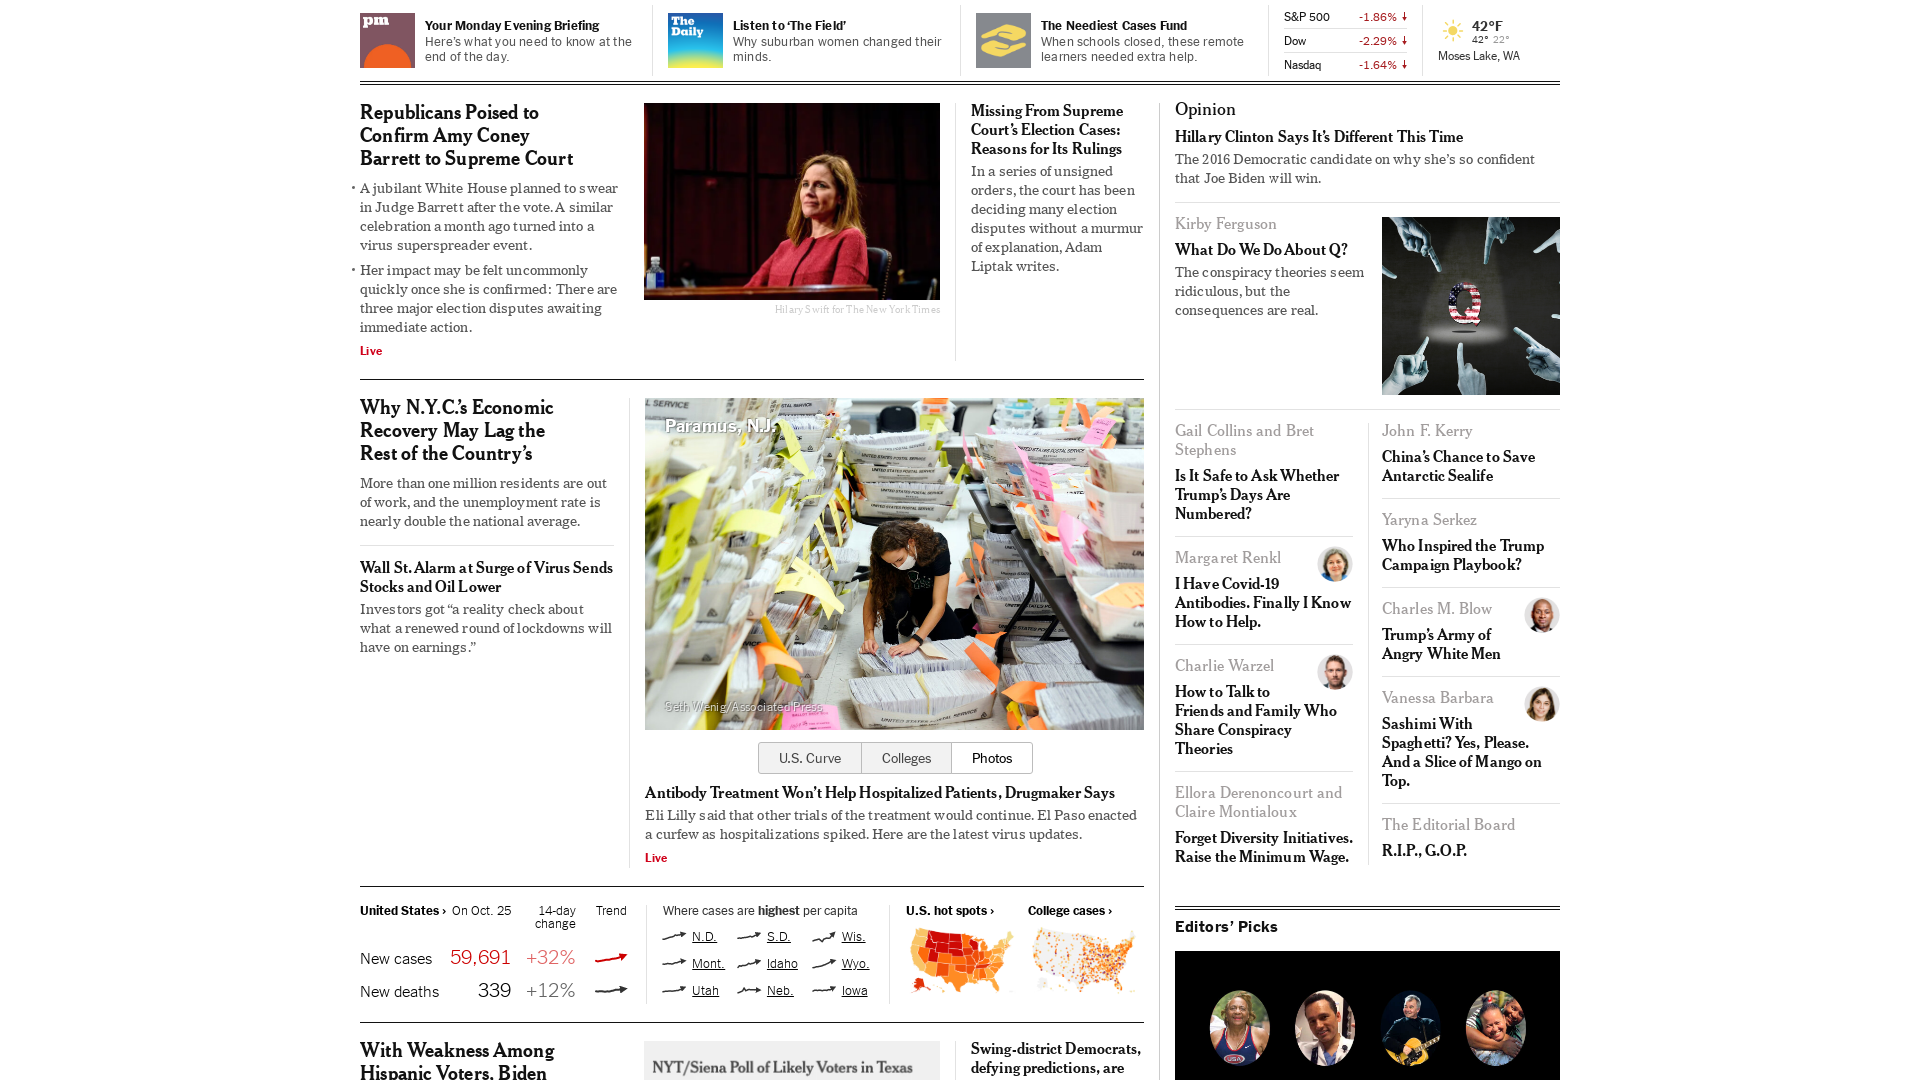 pm
Your Monday Evening Briefing
Here's what you need to know at the
end of the day.
The
Daily
Listen to ‘The Field’
Why suburban women changed their
minds.
The Neediest Cases Fund
When schools closed, these remote
learners needed extra help.
S&P 500 -1.86%
Dow -2.29%
Nasdaq -1.64%
42°F
42° 22°
Moses Lake, WA
Republicans Poised to
Confirm Amy Coney
Barrett to Supreme Court
• A jubilant White House planned to swear
in Judge Barrett after the vote. A similar
celebration a month ago turned into a
virus superspreader event.
• Her impact may be felt uncommonly
quickly once she is confirmed: There are
three major election disputes awaiting
immediate action.
Live
Hilary Swift for The New York Times
Missing From Supreme
Court’s Election Cases:
Reasons for Its Rulings
In a series of unsigned
orders, the court has been
deciding many election
disputes without a murmur
of explanation, Adam
Liptak writes.
Why N.Y.C.’s Economic
Recovery May Lag the
Rest of the Country’s
More than one million residents are out
of work, and the unemployment rate is
nearly double the national average.
Wall St. Alarm at Surge of Virus Sends
Stocks and Oil Lower
Investors got “a reality check about
what a renewed round of lockdowns will
have on earnings.”
Paramus, N.J.
UNITED STATES POSTAL SERVICE
Seth Wenig/Associated Press
U.S. Curve
Colleges
Photos
Antibody Treatment Won’t Help Hospitalized Patients, Drugmaker Says
Eli Lilly said that other trials of the treatment would continue. El Paso enacted
a curfew as hospitalizations spiked. Here are the latest virus updates.
Live
United States › On Oct. 25 14-day change Trend
New cases 59,691 +32%
New deaths 339 +12%
Where cases are highest per capita
N.D. S.D. Wis.
Mont. Idaho Wyo.
Utah Neb. Iowa
U.S. hot spots ›
College cases ›
With Weakness Among
Hispanic Voters, Biden
NYT/Siena Poll of Likely Voters in Texas
Swing-district Democrats,
defying predictions, are
Opinion
Hillary Clinton Says It’s Different This Time
The 2016 Democratic candidate on why she’s so confident
that Joe Biden will win.
Kirby Ferguson
What Do We Do About Q?
The conspiracy theories seem
ridiculous, but the
consequences are real.
Q
Gail Collins and Bret
Stephens
Is It Safe to Ask Whether
Trump’s Days Are
Numbered?
Margaret Renkl
I Have Covid-19
Antibodies. Finally I Know
How to Help.
Charlie Warzel
How to Talk to
Friends and Family Who
Share Conspiracy
Theories
Ellora Derenoncourt and
Claire Montialoux
Forget Diversity Initiatives.
Raise the Minimum Wage.
John F. Kerry
China’s Chance to Save
Antarctic Sealife
Yaryna Serkez
Who Inspired the Trump
Campaign Playbook?
Charles M. Blow
Trump’s Army of
Angry White Men
Vanessa Barbara
Sashimi With
Spaghetti? Yes, Please.
And a Slice of Mango on
Top.
The Editorial Board
R.I.P., G.O.P.
Editors’ Picks
USA